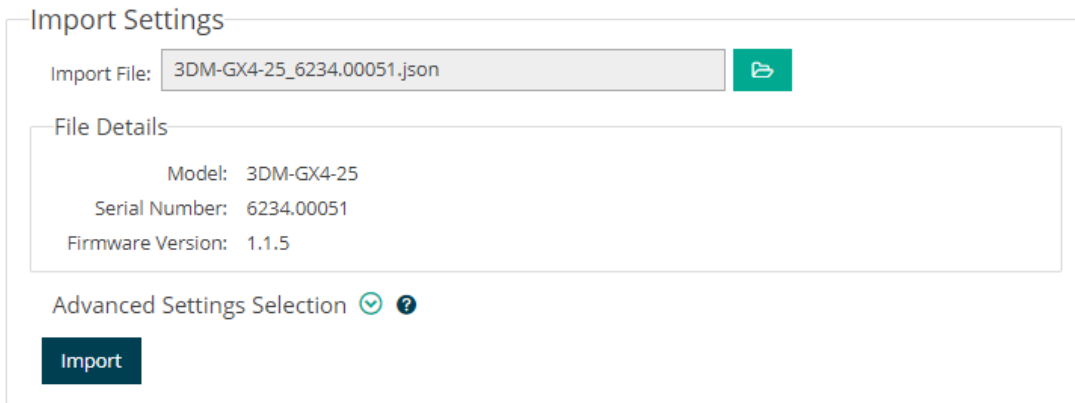 Import Settings
Import File: 3DM-GX4-25_6234.00051.json
File Details
Model: 3DM-GX4-25
Serial Number: 6234.00051
Firmware Version: 1.1.5
Advanced Settings Selection ?
Import